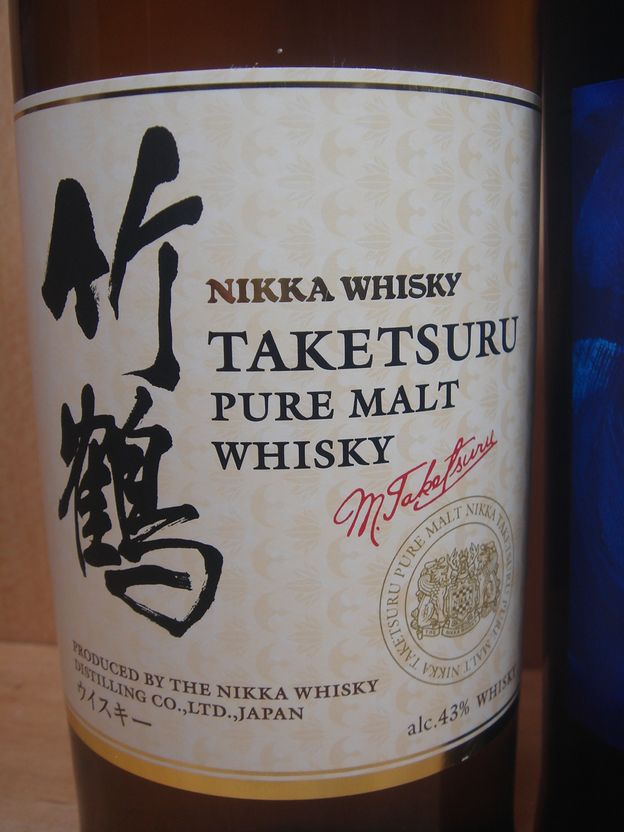 竹鶴
NIKKA WHISKY
TAKETSURU
PURE MALT
WHISKY
M. Taketsuru
TAKETSURU PURE MALT NIKKA TAKETSURU PURE MALT NIKKA
PRODUCED BY THE NIKKA WHISKY
DISTILLING CO.,LTD.,JAPAN
ウイスキー
alc.43% WHISKY